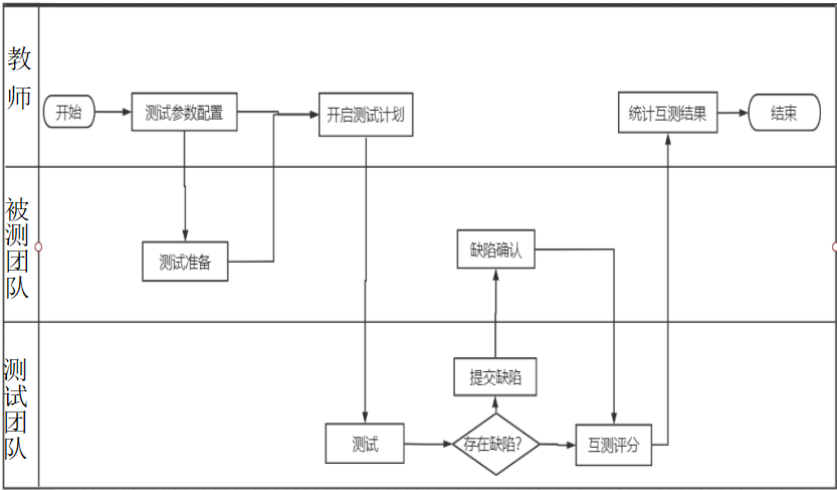 教师
开始
测试参数配置
开启测试计划
统计互测结果
结束
被测团队
测试准备
缺陷确认
测试团队
提交缺陷
测试
存在缺陷?
互测评分